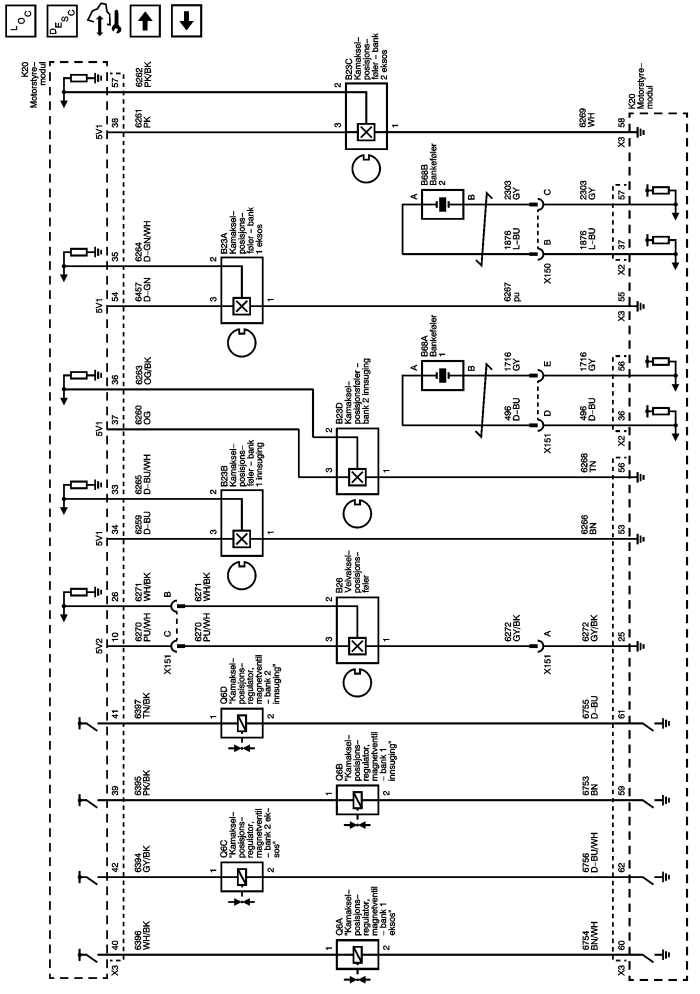 LOC
DESC
K20
Motorstyre-
modul
57
6262
PK/BK
2
B23C
Kamaksel-
posisjons-
føler - bank
2 eksos
5V1
38
6261
PK
3
1
6269
WH
58
X3
K20
Motorstyre-
modul
A
B68B
Bankeføler
2
B
2303
GY
C
2303
GY
57
1876
L-BU
B
X150
1876
L-BU
37
X2
35
6264
D-GN/WH
2
B23A
Kamaksel-
posisjons-
føler - bank
1 eksos
5V1
54
6457
D-GN
3
1
6267
pu
55
X3
A
B68A
Bankeføler
1
B
1716
GY
E
1716
GY
56
496
D-BU
D
X151
496
D-BU
36
X2
36
6263
OG/BK
2
B23D
Kamaksel-
posisjonsføler -
bank 2 innsuging
5V1
37
6260
OG
3
1
6268
TN
56
33
6265
D-BU/WH
2
B23B
Kamaksel-
posisjons-
føler - bank
1 innsuging
5V1
34
6259
D-BU
3
1
6266
BN
53
26
6271
WH/BK
B
6271
WH/BK
2
B26
Veivaksel-
posisjons-
føler
5V2
10
6270
PU/WH
C
X151
6270
PU/WH
3
1
6272
GY/BK
A
X151
6272
GY/BK
25
41
6397
TN/BK
1
Q6D
"Kamaksel-
posisjons-
regulator,
magnetventil
- bank 2
innsuging"
2
6755
D-BU
61
39
6395
PK/BK
1
Q6B
"Kamaksel-
posisjons-
regulator,
magnetventil
- bank 1
innsuging"
2
6753
BN
59
42
6394
GY/BK
1
Q6C
"Kamaksel-
posisjons-
regulator,
magnetventil
- bank 2 ek-
sos"
2
6756
D-BU/WH
62
X3
40
6396
WH/BK
1
Q6A
"Kamaksel-
posisjons-
regulator,
magnetventil
- bank 1
eksos"
2
6754
BN/WH
60
X3